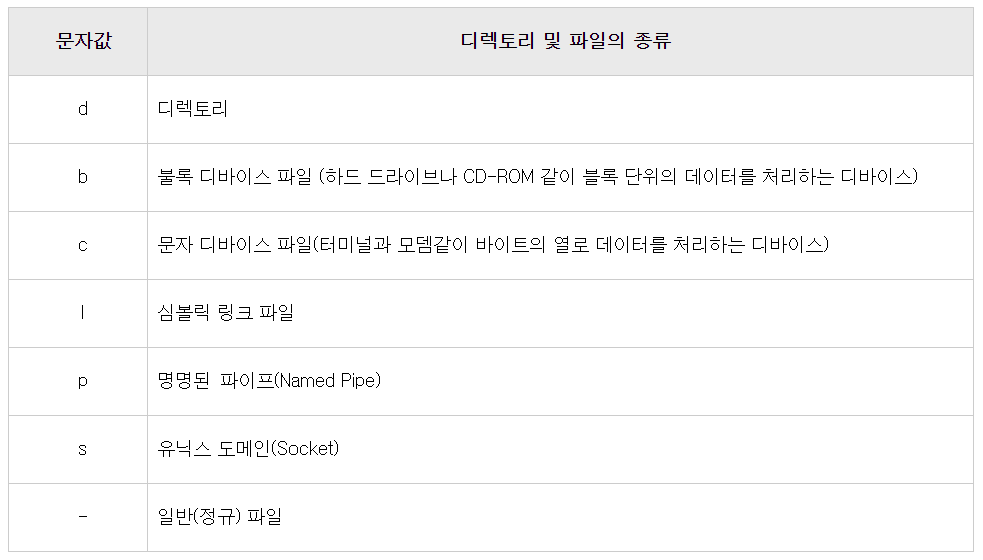 문자값 디렉토리 및 파일의 종류
d 디렉토리
b 불록 디바이스 파일 (하드 드라이브나 CD-ROM 같이 블록 단위의 데이터를 처리하는 디바이스)
c 문자 디바이스 파일(터미널과 모뎀같이 바이트의 열로 데이터를 처리하는 디바이스)
l 심볼릭 링크 파일
p 명명된 파이프(Named Pipe)
s 유닉스 도메인(Socket)
- 일반(정규) 파일